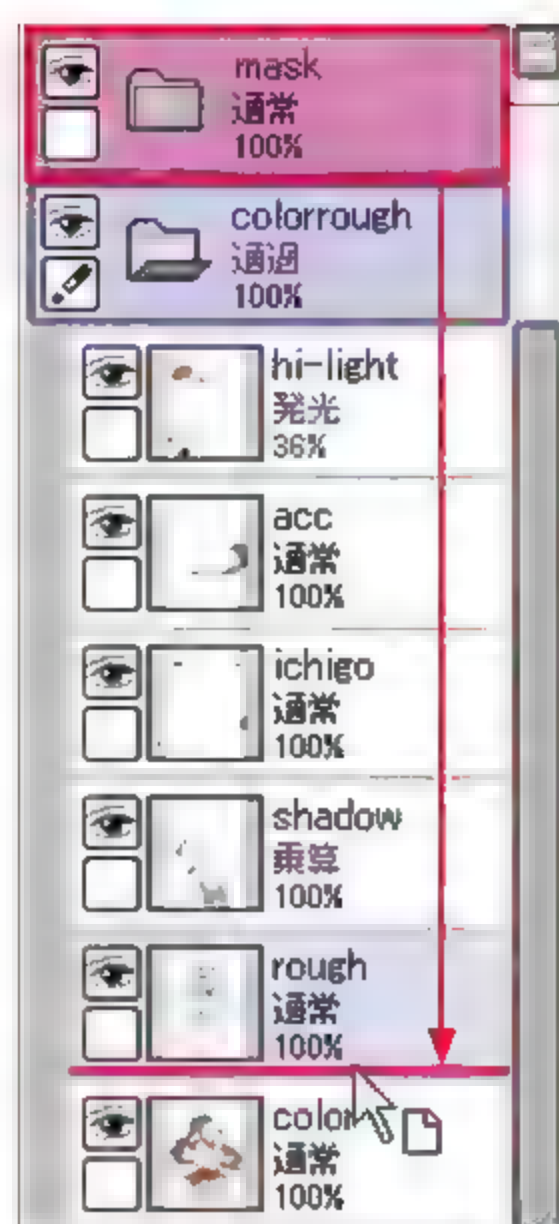 mask
通常
100%
colorrough
通過
100%
hi-light
発光
36%
acc
通常
100%
ichigo
通常
100%
shadow
乗算
100%
rough
通常
100%
color
通常
100%